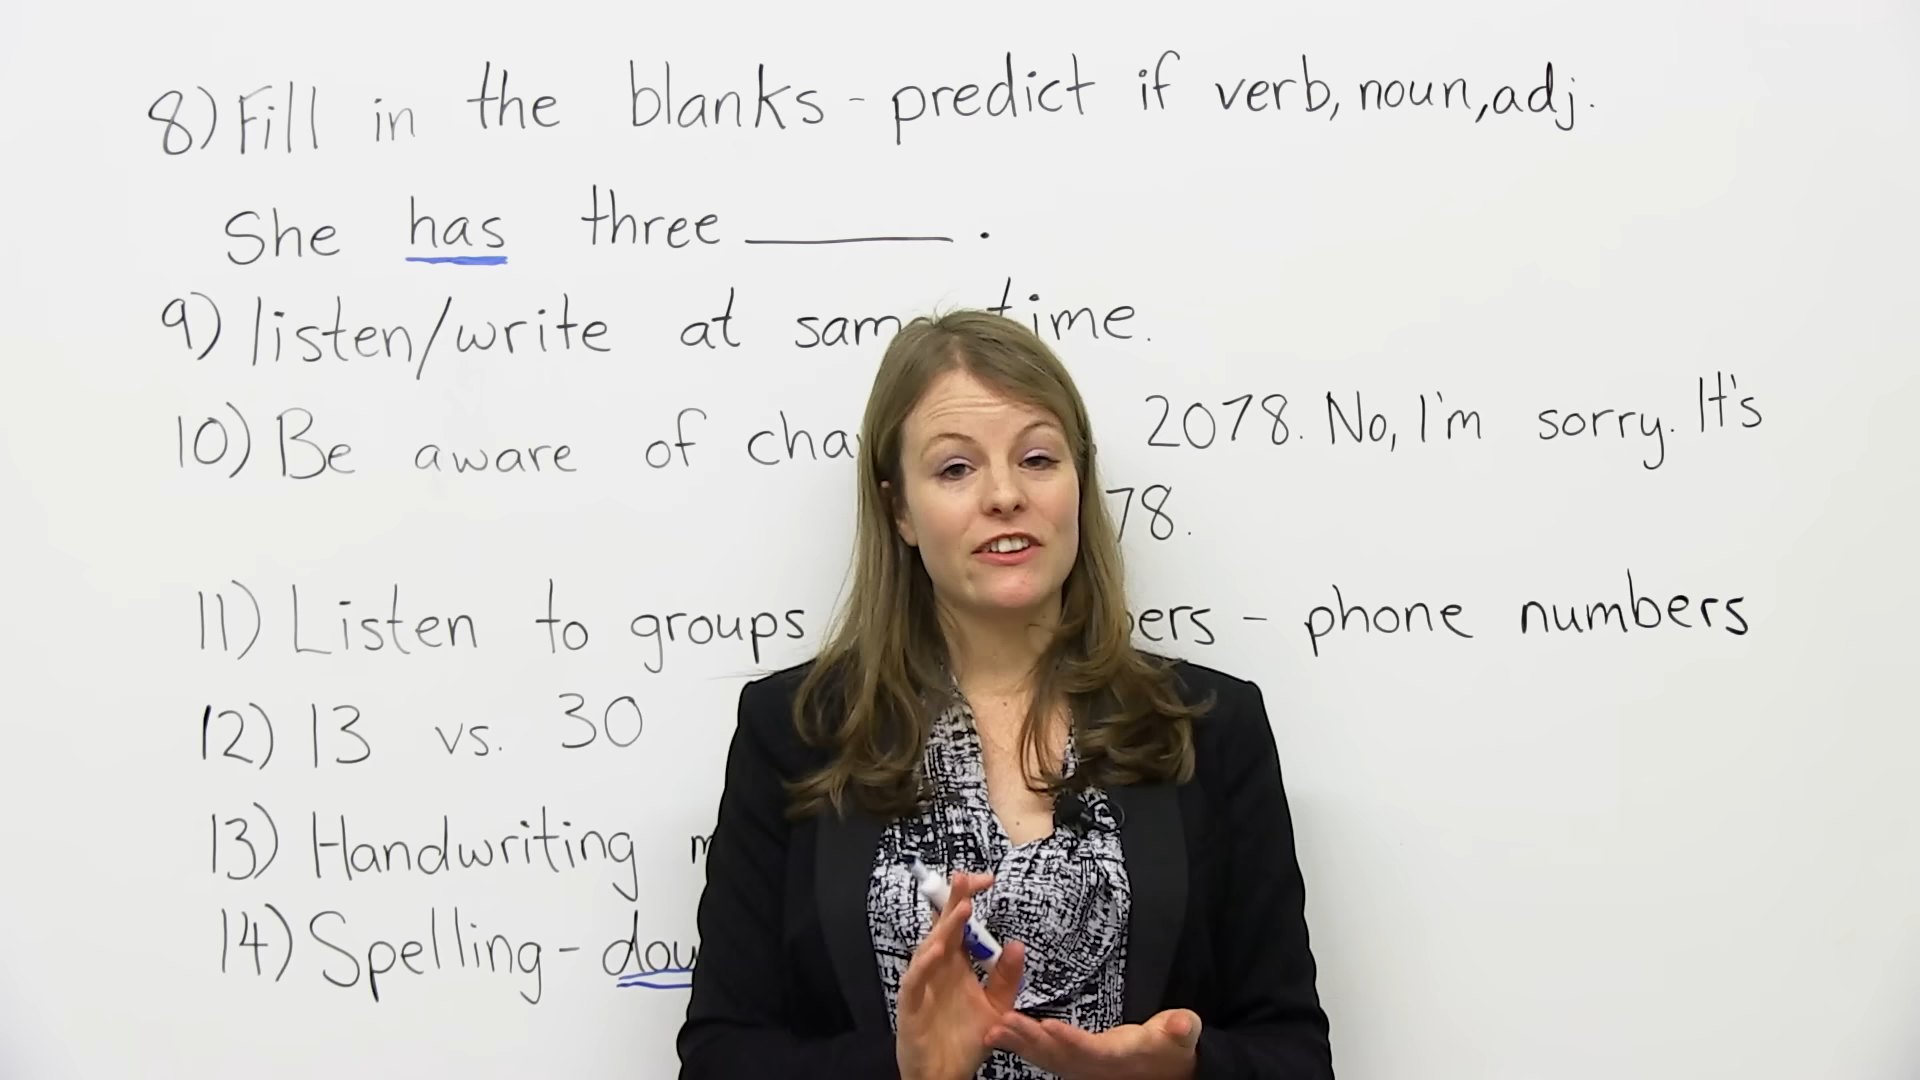 8) Fill in the blanks - predict if verb, noun, adj.
She has three ________ .
9) listen/write at time.
10) Be aware of 2078. No, I'm sorry. It's
78.
11) Listen to groups - phone numbers
12) 13 vs. 30
13) Handwriting
14) Spelling -